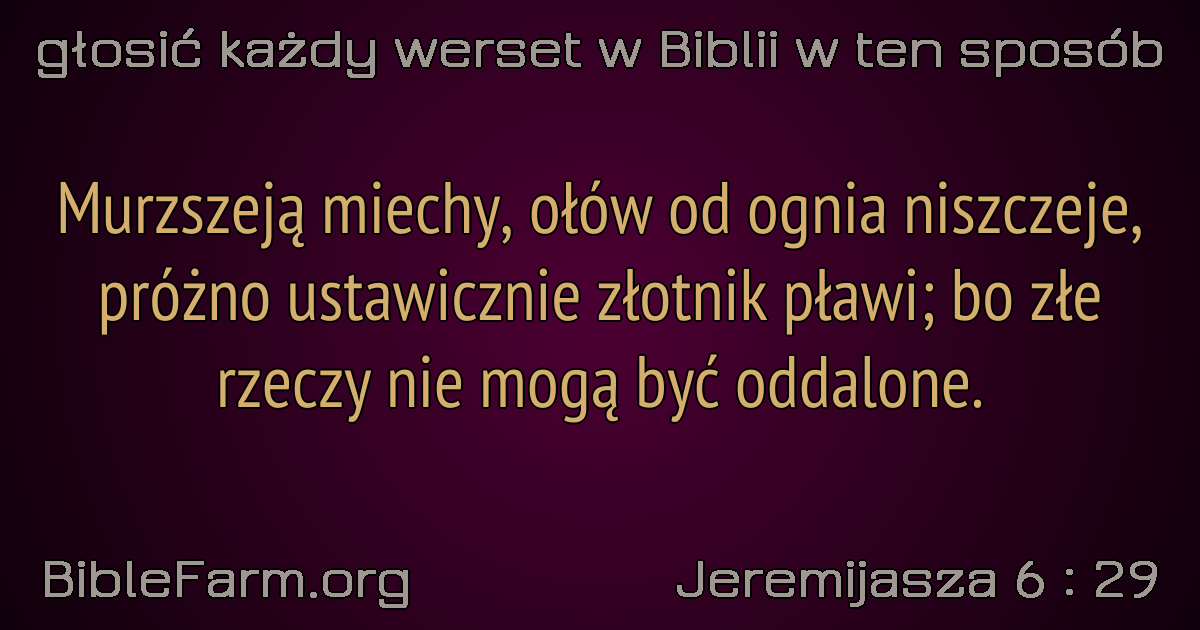 głosić każdy werset w Biblii w ten sposób
Murzszeją miechy, ołów od ognia niszczeje,
próżno ustawicznie złotnik pławi; bo złe
rzeczy nie mogą być oddalone.
BibleFarm.org
Jeremijasza 6 : 29